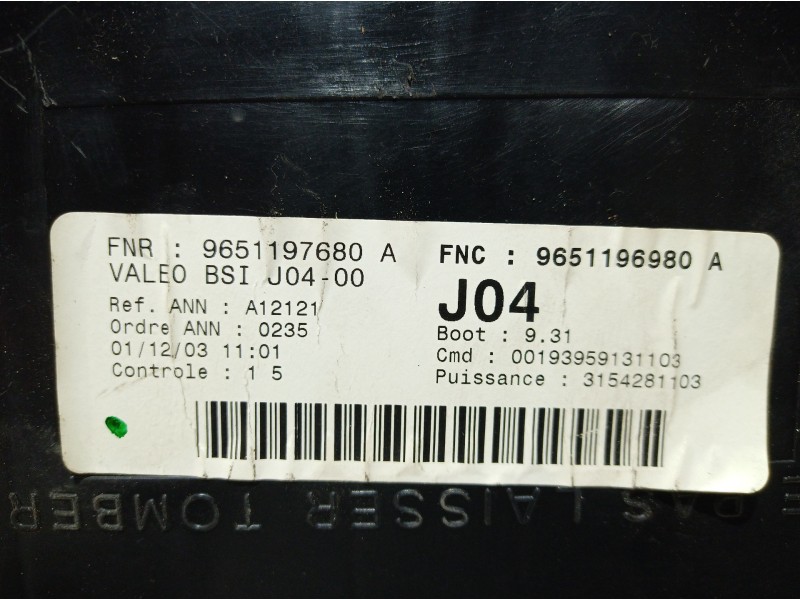 FNR : 9651197680 A
VALEO BSI J04-00
Ref. ANN : A12121
Ordre ANN : 0235
01/12/03 11:01
Controle : 1 5
FNC : 9651196980 A
J04
Boot : 9.31
Cmd : 00193959131103
Puissance : 3154281103
NE PAS LAISSER TOMBER